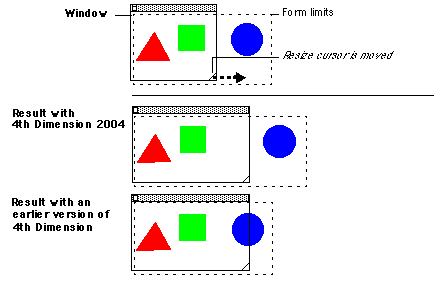 Window
Form limits
Resize cursor is moved
Result with
4th Dimension 2004
Result with an
earlier version of
4th Dimension